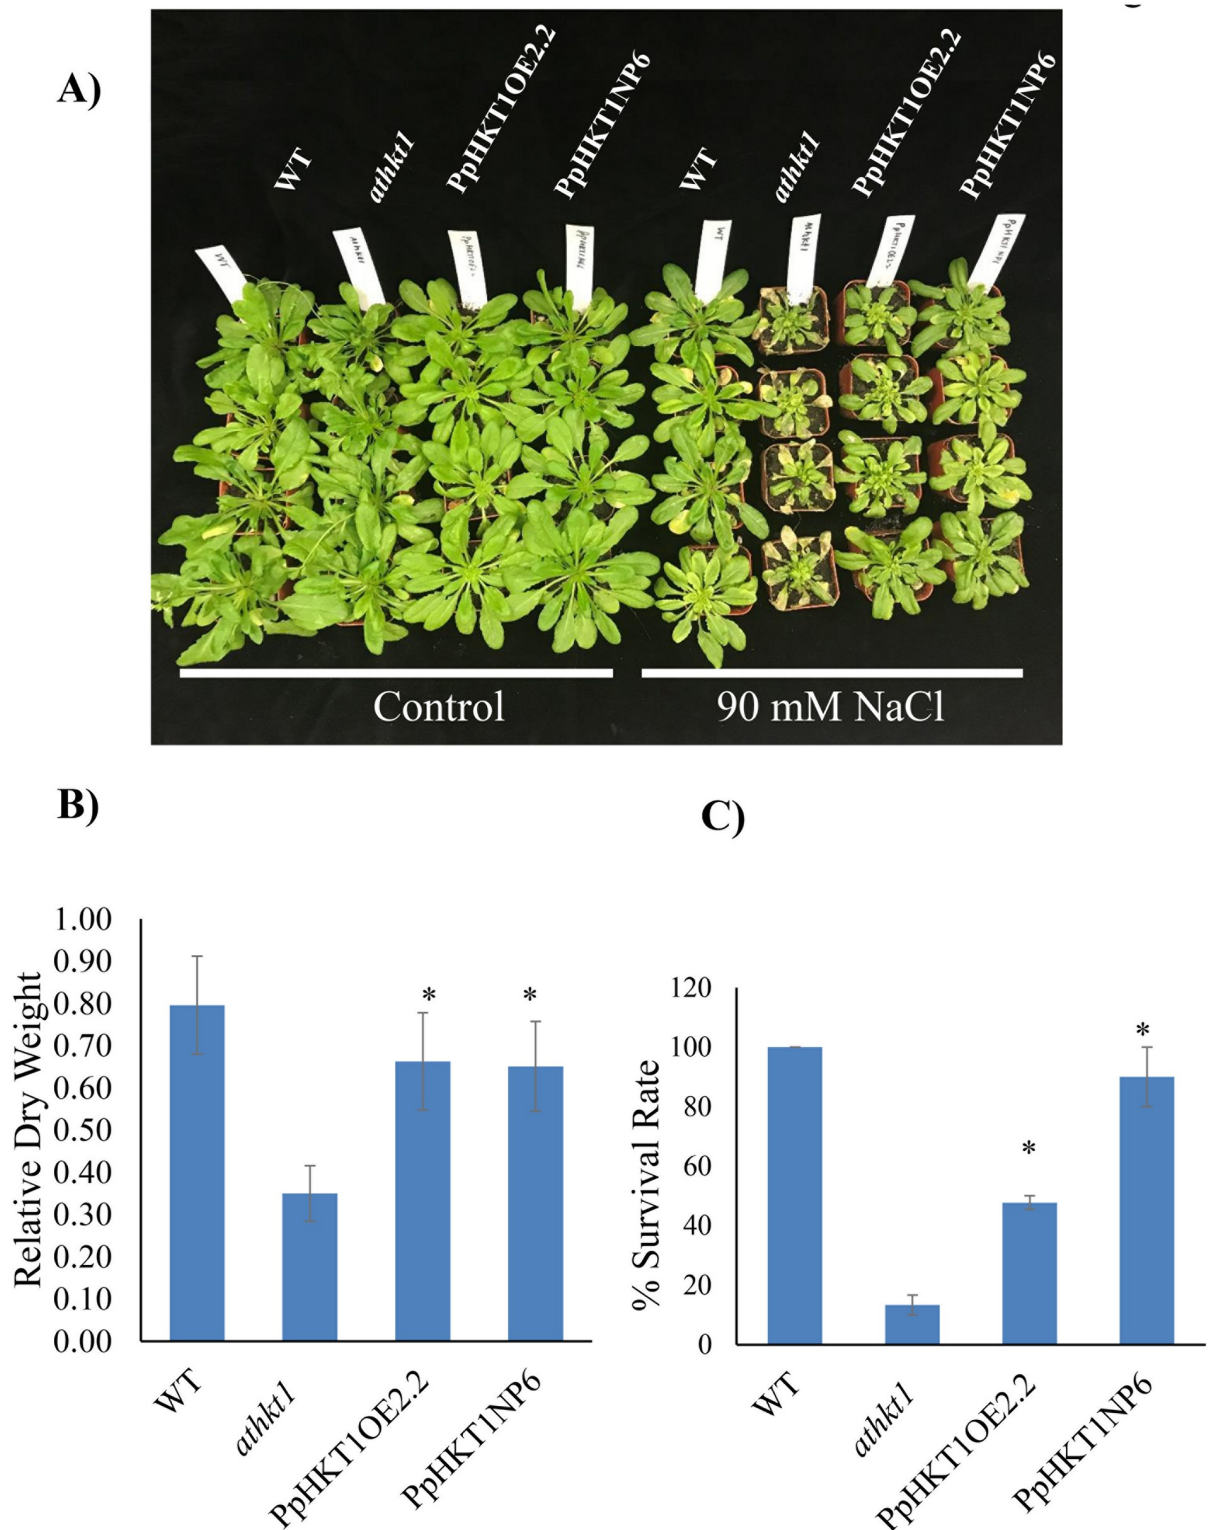 A)
WT
athkt1
PpHKT1OE2.2
PpHKT1NP6
WT
athkt1
PpHKT1OE2.2
PpHKT1NP6
WT
WT
Control
90 mM NaCl
B)
Relative Dry Weight
1.00
0.90
0.80
0.70
0.60
0.50
0.40
0.30
0.20
0.10
0.00
* *
WT
athkt1
PpHKT1OE2.2
PpHKT1NP6
C)
% Survival Rate
120
100
80
60
40
20
0
*
*
WT
athkt1
PpHKT1OE2.2
PpHKT1NP6